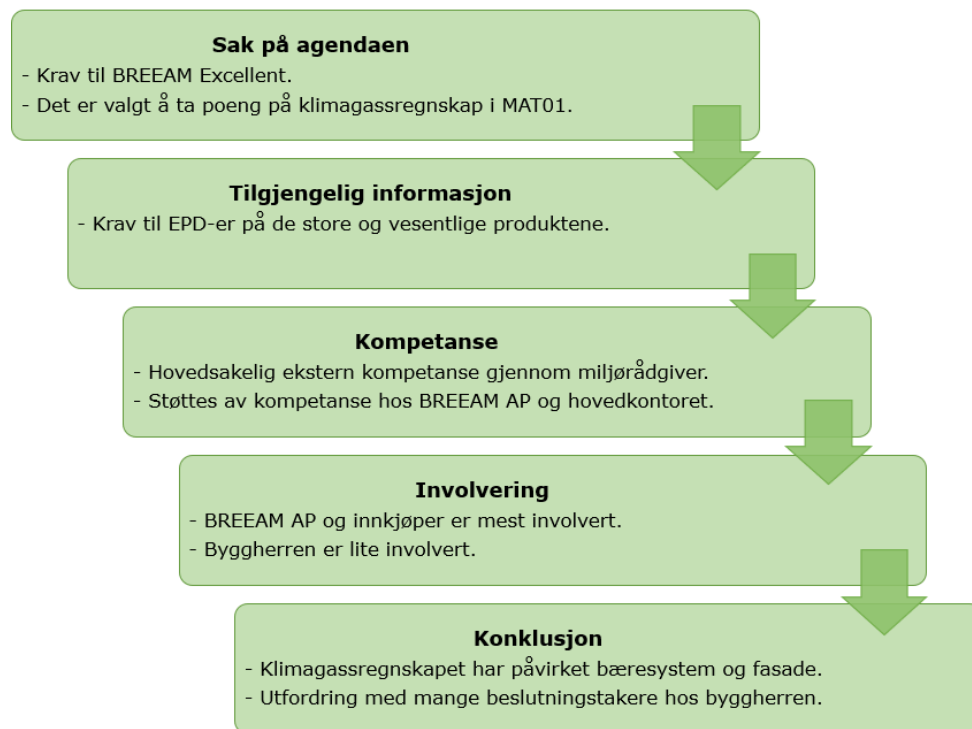 Sak på agendaen
- Krav til BREEAM Excellent.
- Det er valgt å ta poeng på klimagassregnskap i MAT01.
Tilgjengelig informasjon
- Krav til EPD-er på de store og vesentlige produktene.
Kompetanse
- Hovedsakelig ekstern kompetanse gjennom miljørådgiver.
- Støttes av kompetanse hos BREEAM AP og hovedkontoret.
Involvering
- BREEAM AP og innkjøper er mest involvert.
- Byggherren er lite involvert.
Konklusjon
- Klimagassregnskapet har påvirket bæresystem og fasade.
- Utfordring med mange beslutningstakere hos byggherren.